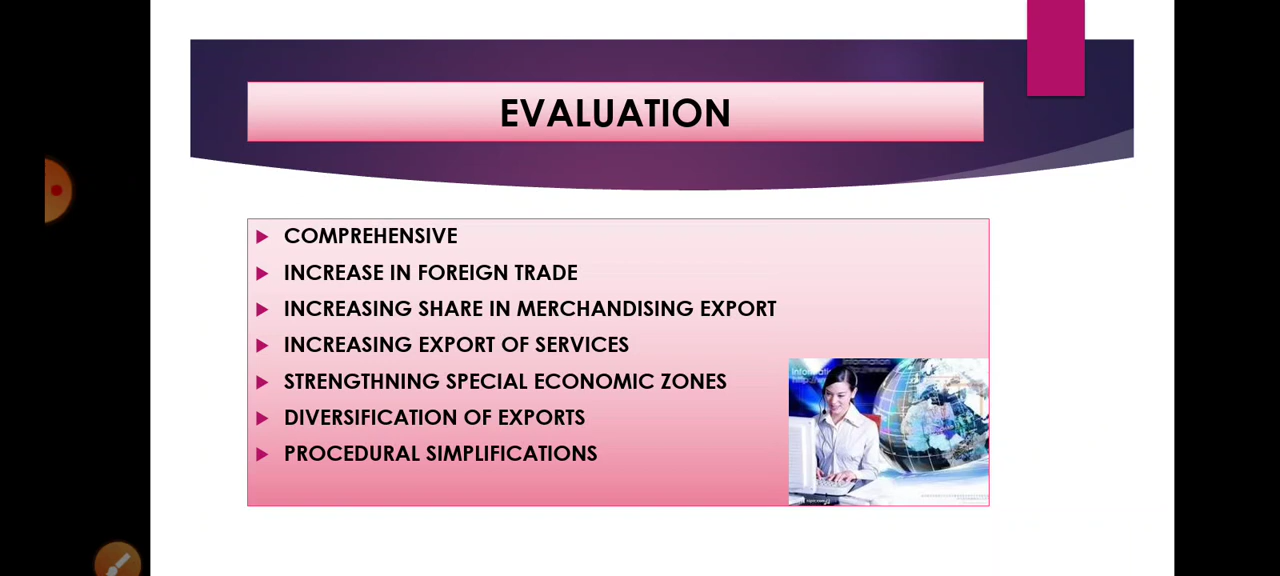 EVALUATION
COMPREHENSIVE
INCREASE IN FOREIGN TRADE
INCREASING SHARE IN MERCHANDISING EXPORT
INCREASING EXPORT OF SERVICES
STRENGTHNING SPECIAL ECONOMIC ZONES
DIVERSIFICATION OF EXPORTS
PROCEDURAL SIMPLIFICATIONS
Information